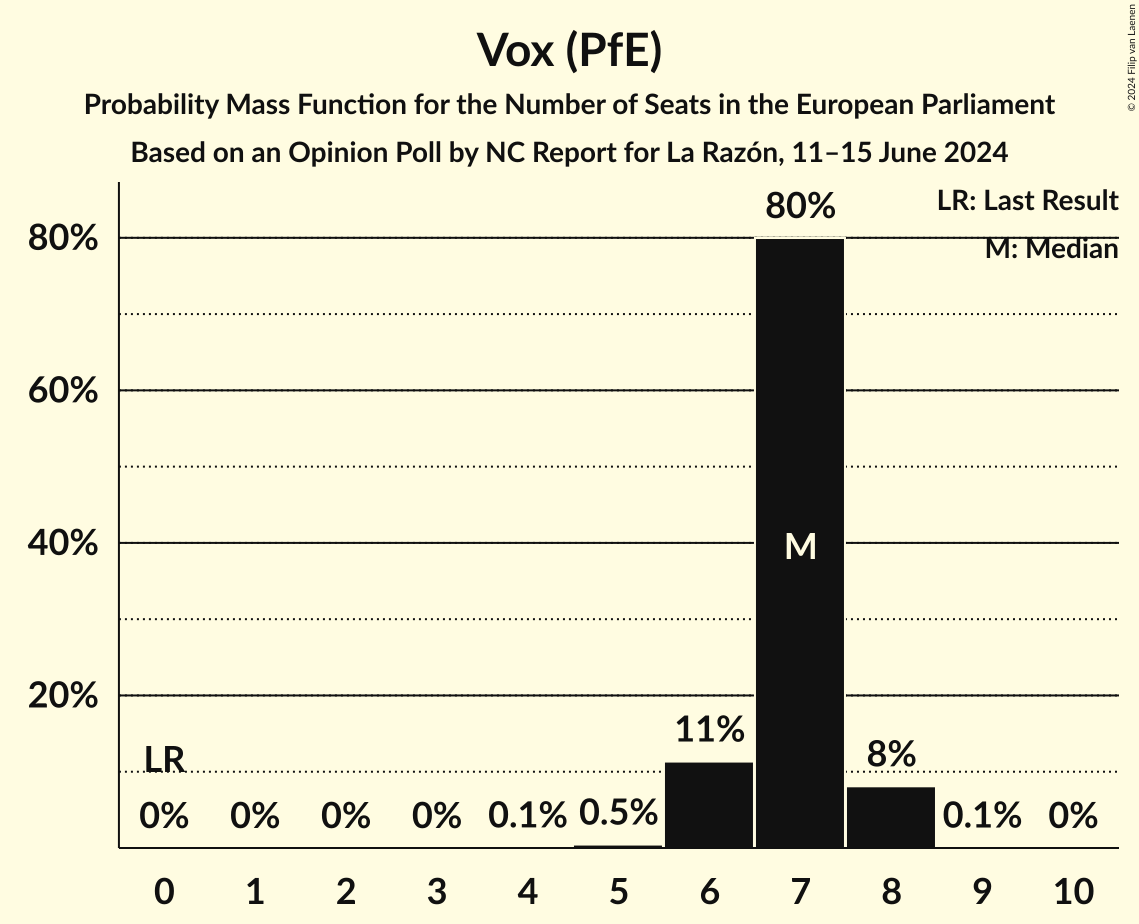 Vox (PfE)
Probability Mass Function for the Number of Seats in the European Parliament
Based on an Opinion Poll by NC Report for La Razón, 11–15 June 2024
© 2024 Filip van Laenen
LR: Last Result
M: Median
80%
60%
40%
20%
LR
0%
0%
0%
0%
0.1%
0.5%
11%
80%
M
8%
0.1%
0%
0 1 2 3 4 5 6 7 8 9 10